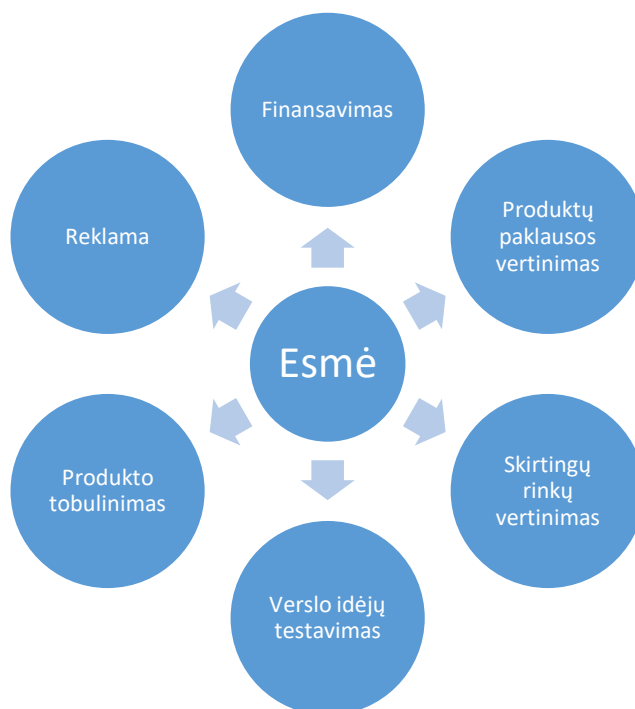 Finansavimas
Produktų
paklausos
vertinimas
Skirtingų
rinkų
vertinimas
Verslo idėjų
testavimas
Produkto
tobulinimas
Reklama
Esmė